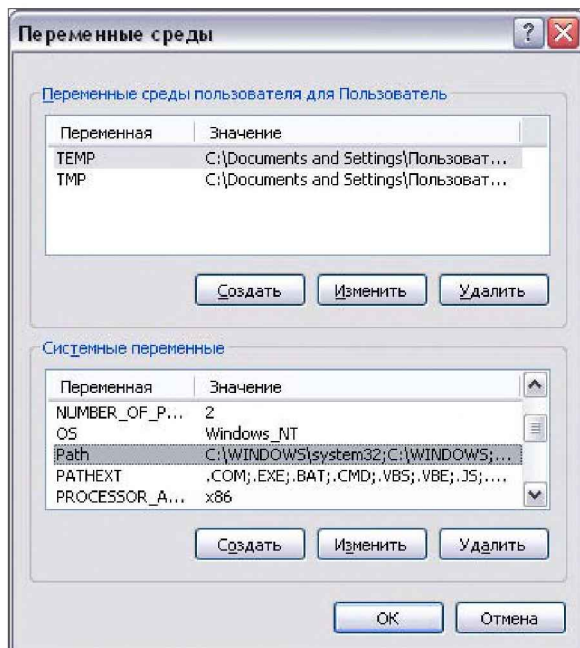 Переменные среды
Переменные среды пользователя для Пользователь
Переменная Значение
TEMP C:\Documents and Settings\Пользоват...
TMP C:\Documents and Settings\Пользоват...
Создать Изменить Удалить
Системные переменные
Переменная Значение
NUMBER_OF_P... 2
OS Windows_NT
Path C:\WINDOWS\system32;C:\WINDOWS;...
PATHEXT .COM;.EXE;.BAT;.CMD;.VBS;.VBE;.JS;....
PROCESSOR_A... x86
Создать Изменить Удалить
ОК Отмена